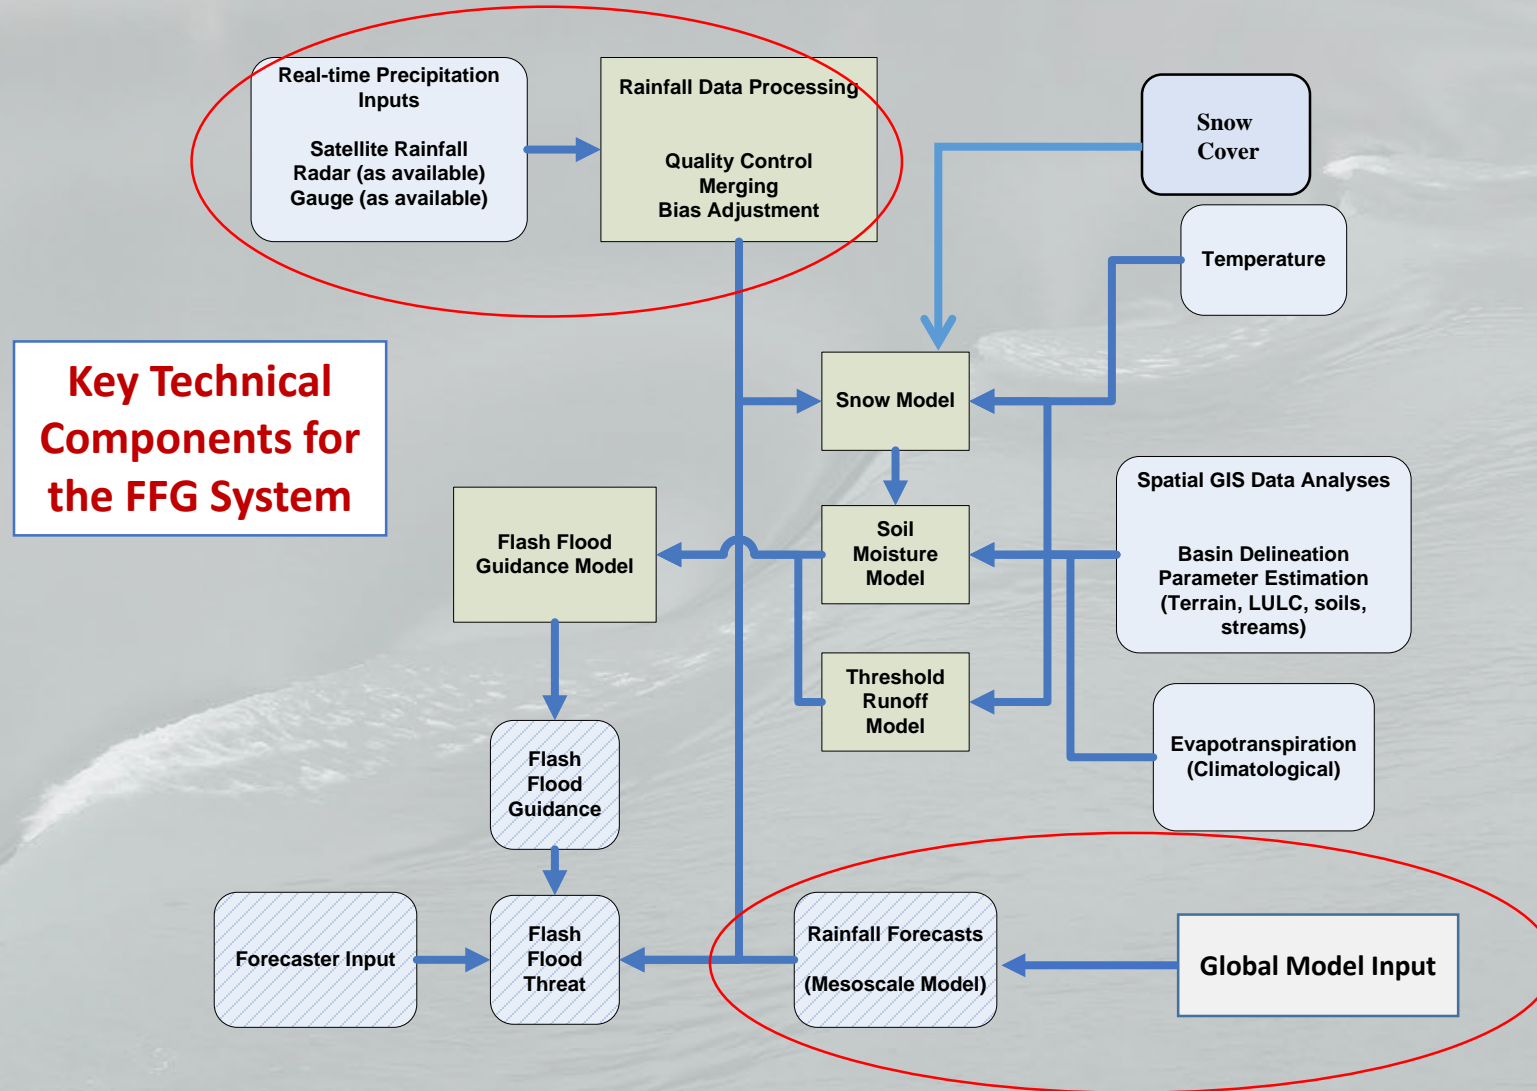 Real-time Precipitation
Inputs
Satellite Rainfall
Radar (as available)
Gauge (as available)
Rainfall Data Processing
Quality Control
Merging
Bias Adjustment
Snow
Cover
Temperature
Key Technical
Components for
the FFG System
Snow Model
Spatial GIS Data Analyses
Basin Delineation
Parameter Estimation
(Terrain, LULC, soils,
streams)
Flash Flood
Guidance Model
Soil
Moisture
Model
Threshold
Runoff
Model
Evapotranspiration
(Climatological)
Flash
Flood
Guidance
Forecaster Input
Flash
Flood
Threat
Rainfall Forecasts
(Mesoscale Model)
Global Model Input